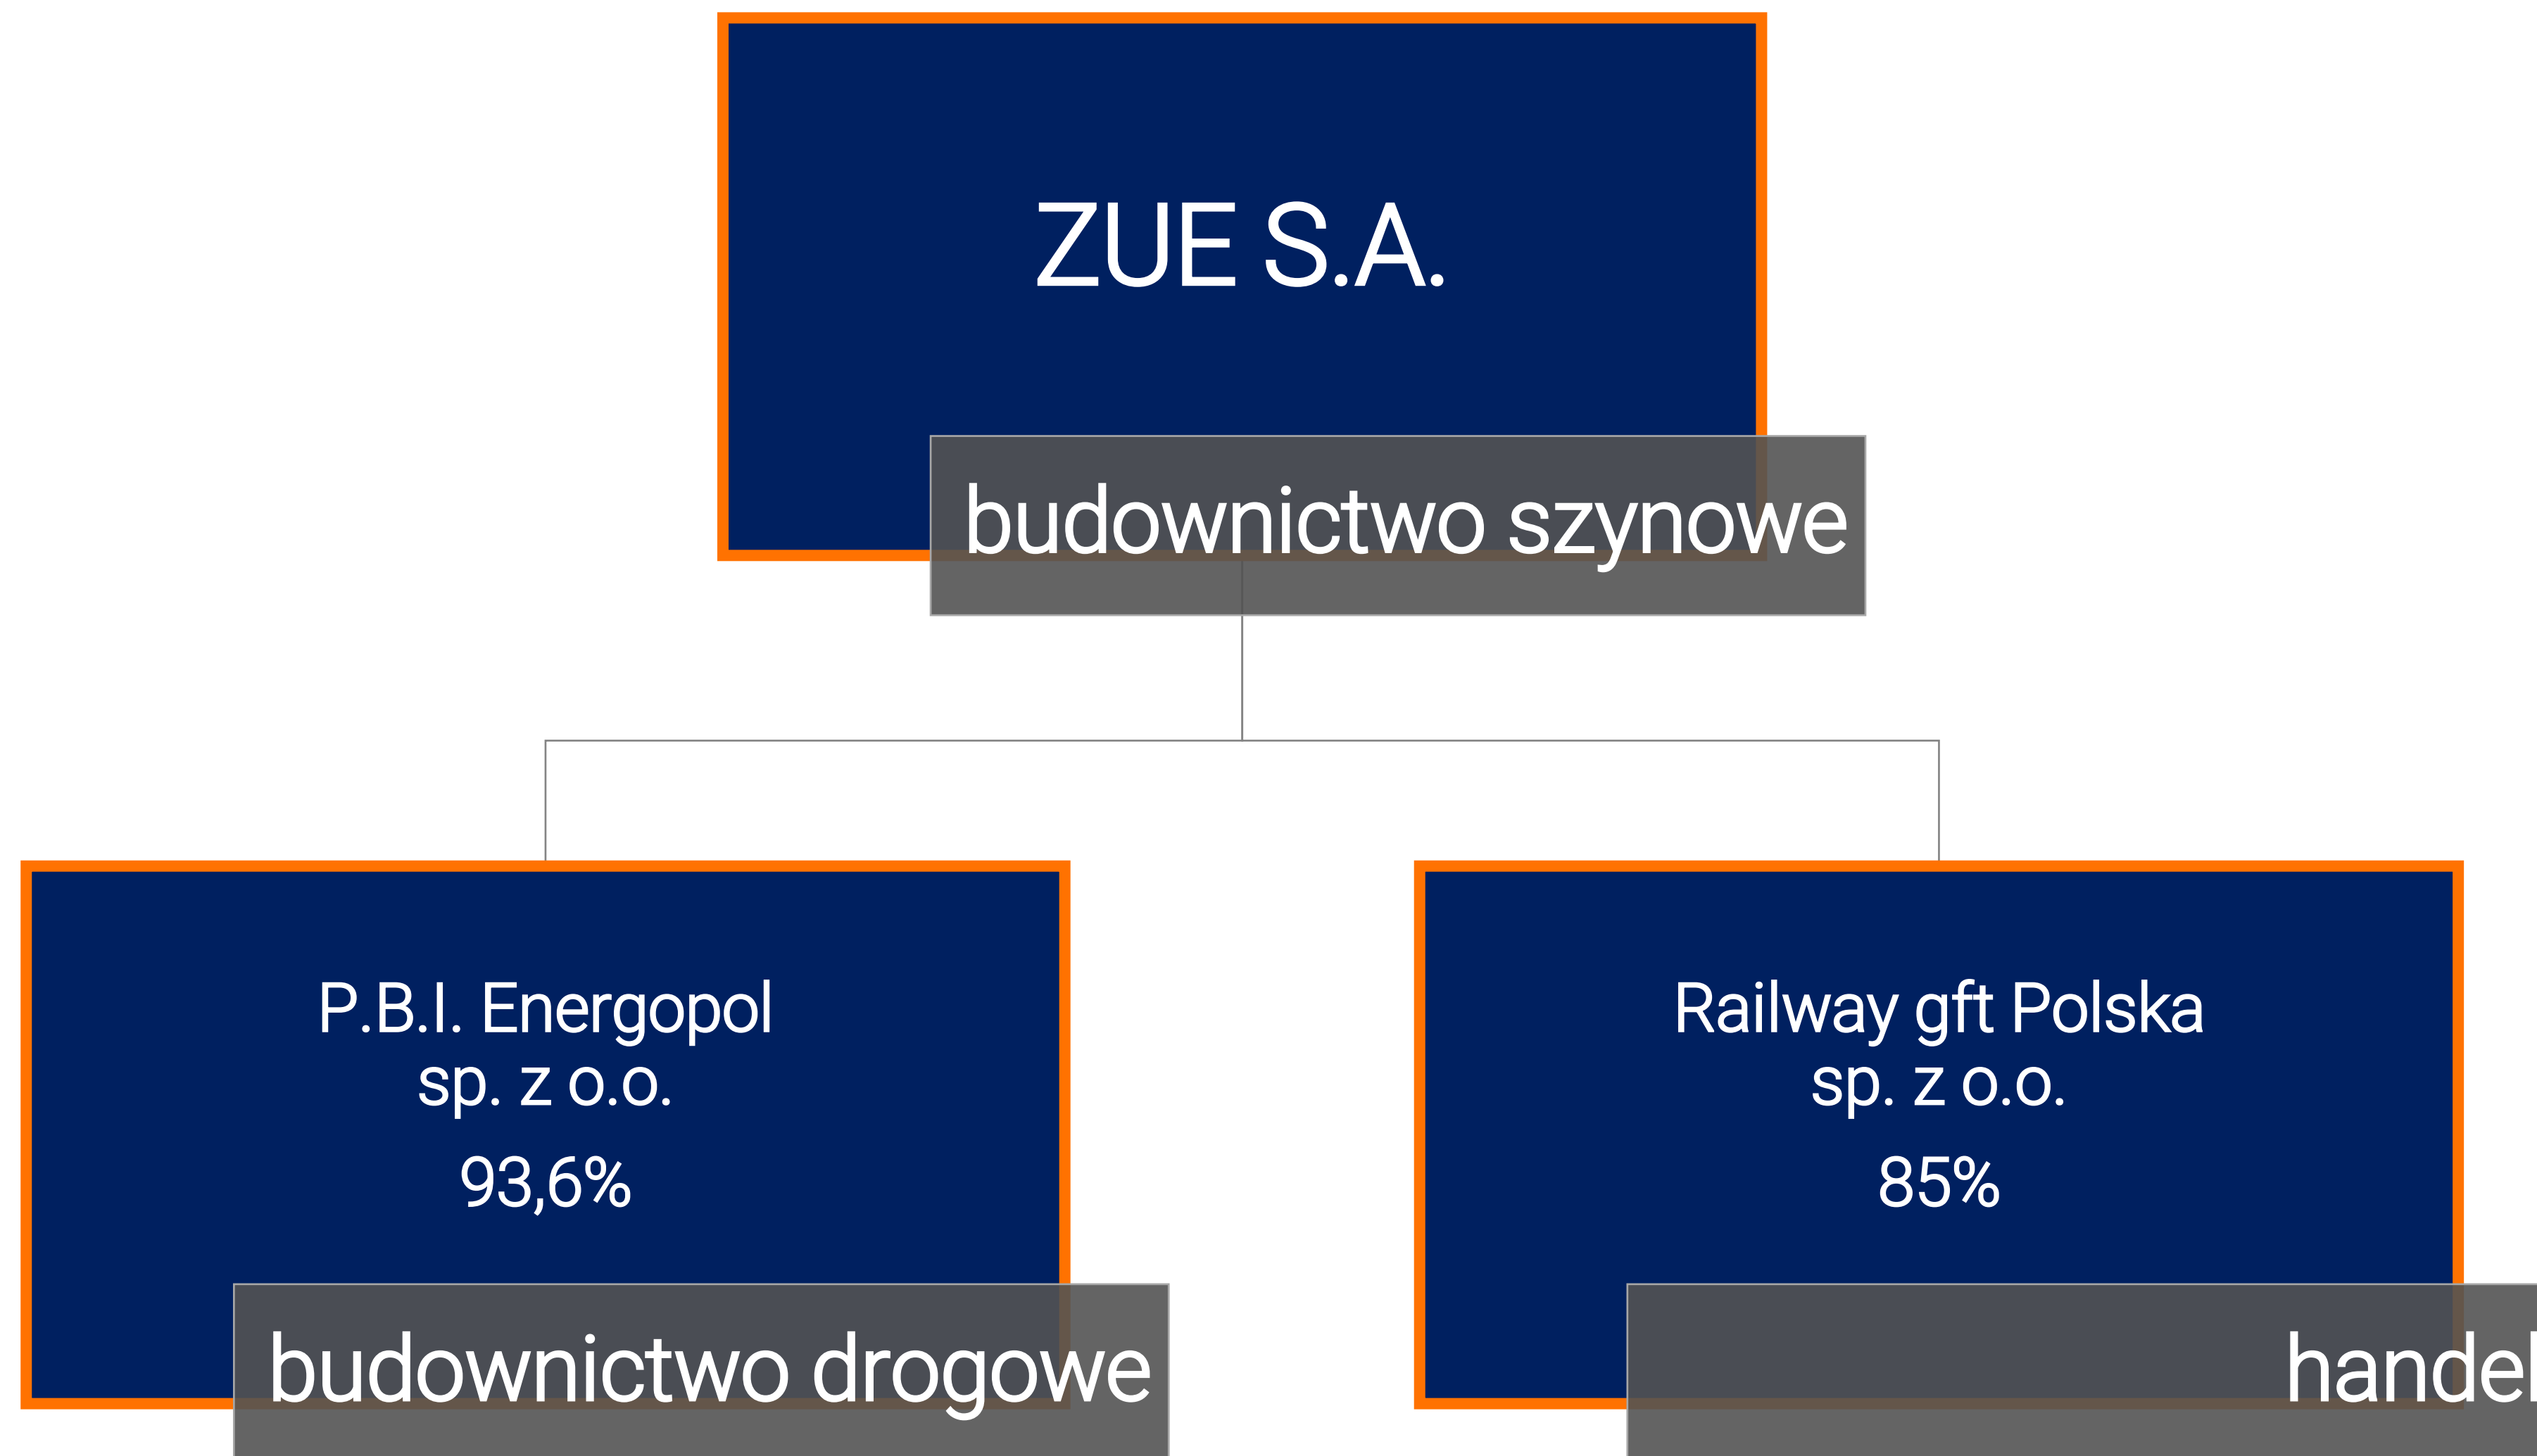 ZUE S.A.
budownictwo szynowe
P.B.I. Energopol
sp. z o.o.
93,6%
budownictwo drogowe
Railway gft Polska
sp. z o.o.
85%
handel